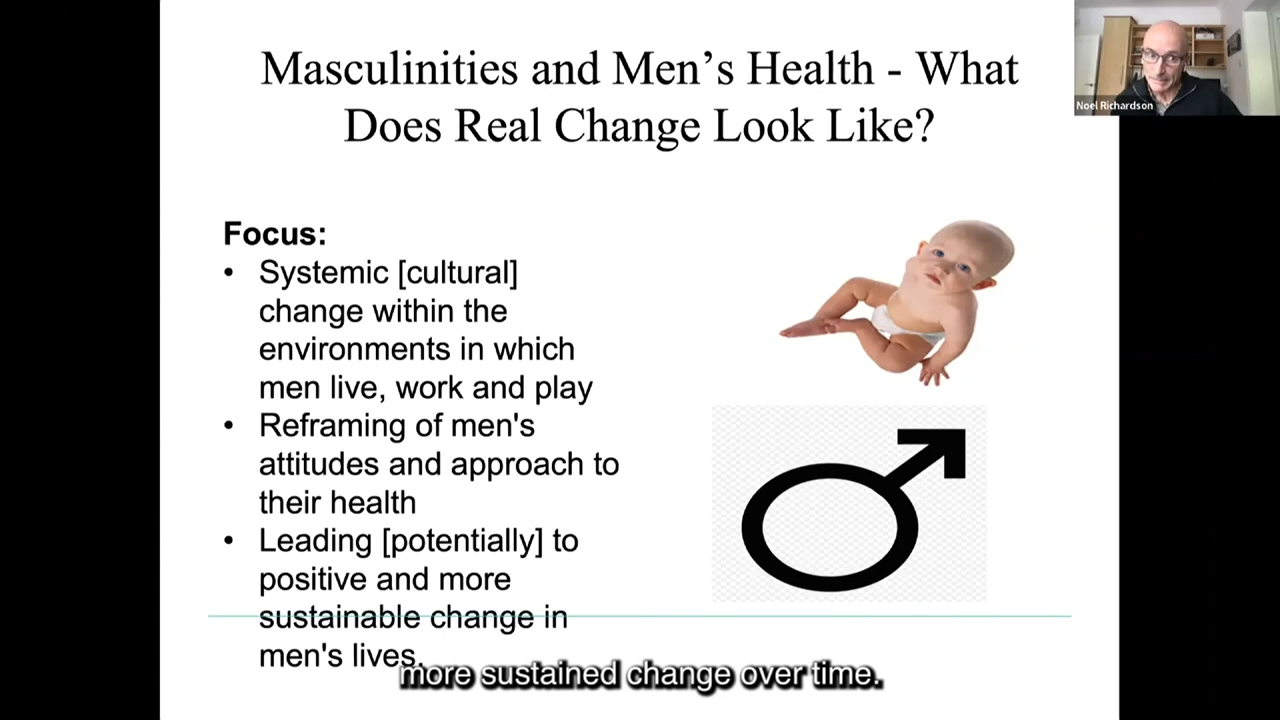 Masculinities and Men’s Health - What
Does Real Change Look Like?
Noel Richardson
Focus:
• Systemic [cultural]
change within the
environments in which
men live, work and play
• Reframing of men's
attitudes and approach to
their health
• Leading [potentially] to
positive and more
sustainable change in
men's lives.
more sustained change over time.